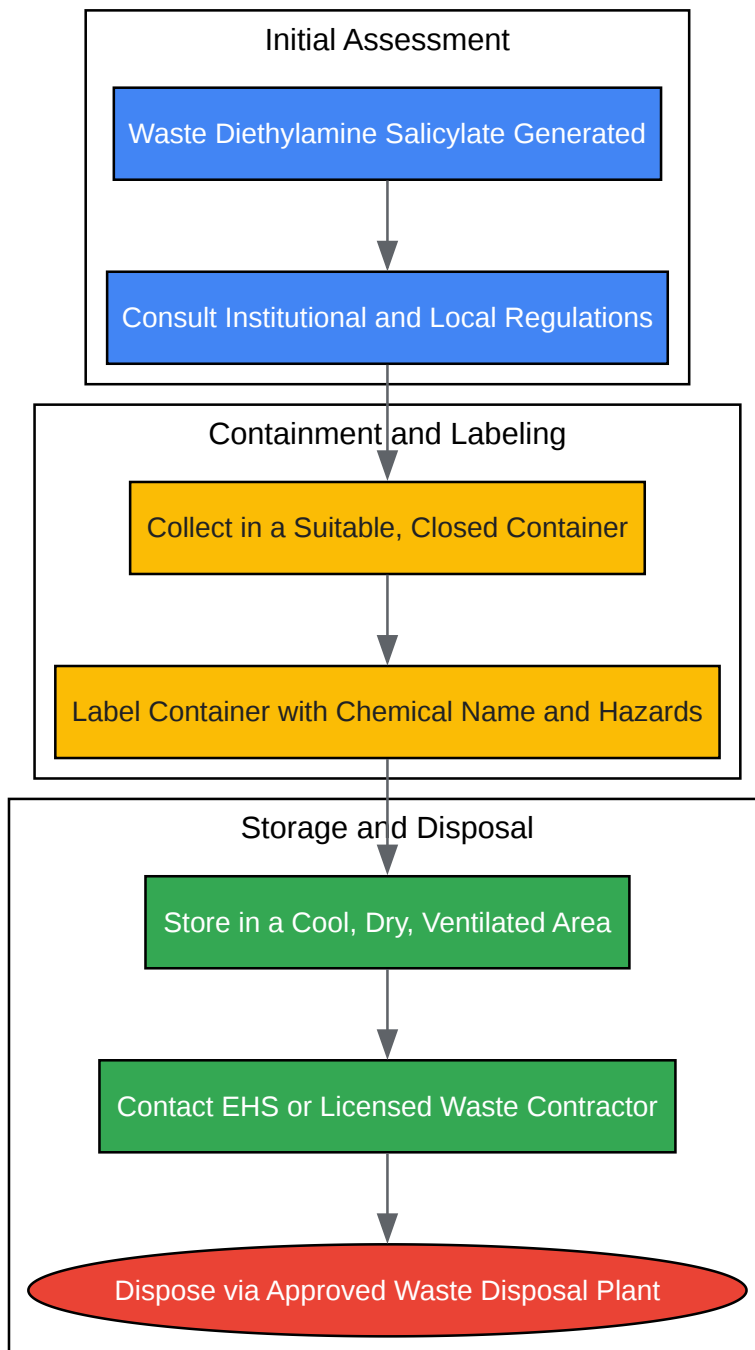 Initial Assessment
Waste Diethylamine Salicylate Generated
Consult Institutional and Local Regulations
Containment and Labeling
Collect in a Suitable, Closed Container
Label Container with Chemical Name and Hazards
Storage and Disposal
Store in a Cool, Dry, Ventilated Area
Contact EHS or Licensed Waste Contractor
Dispose via Approved Waste Disposal Plant